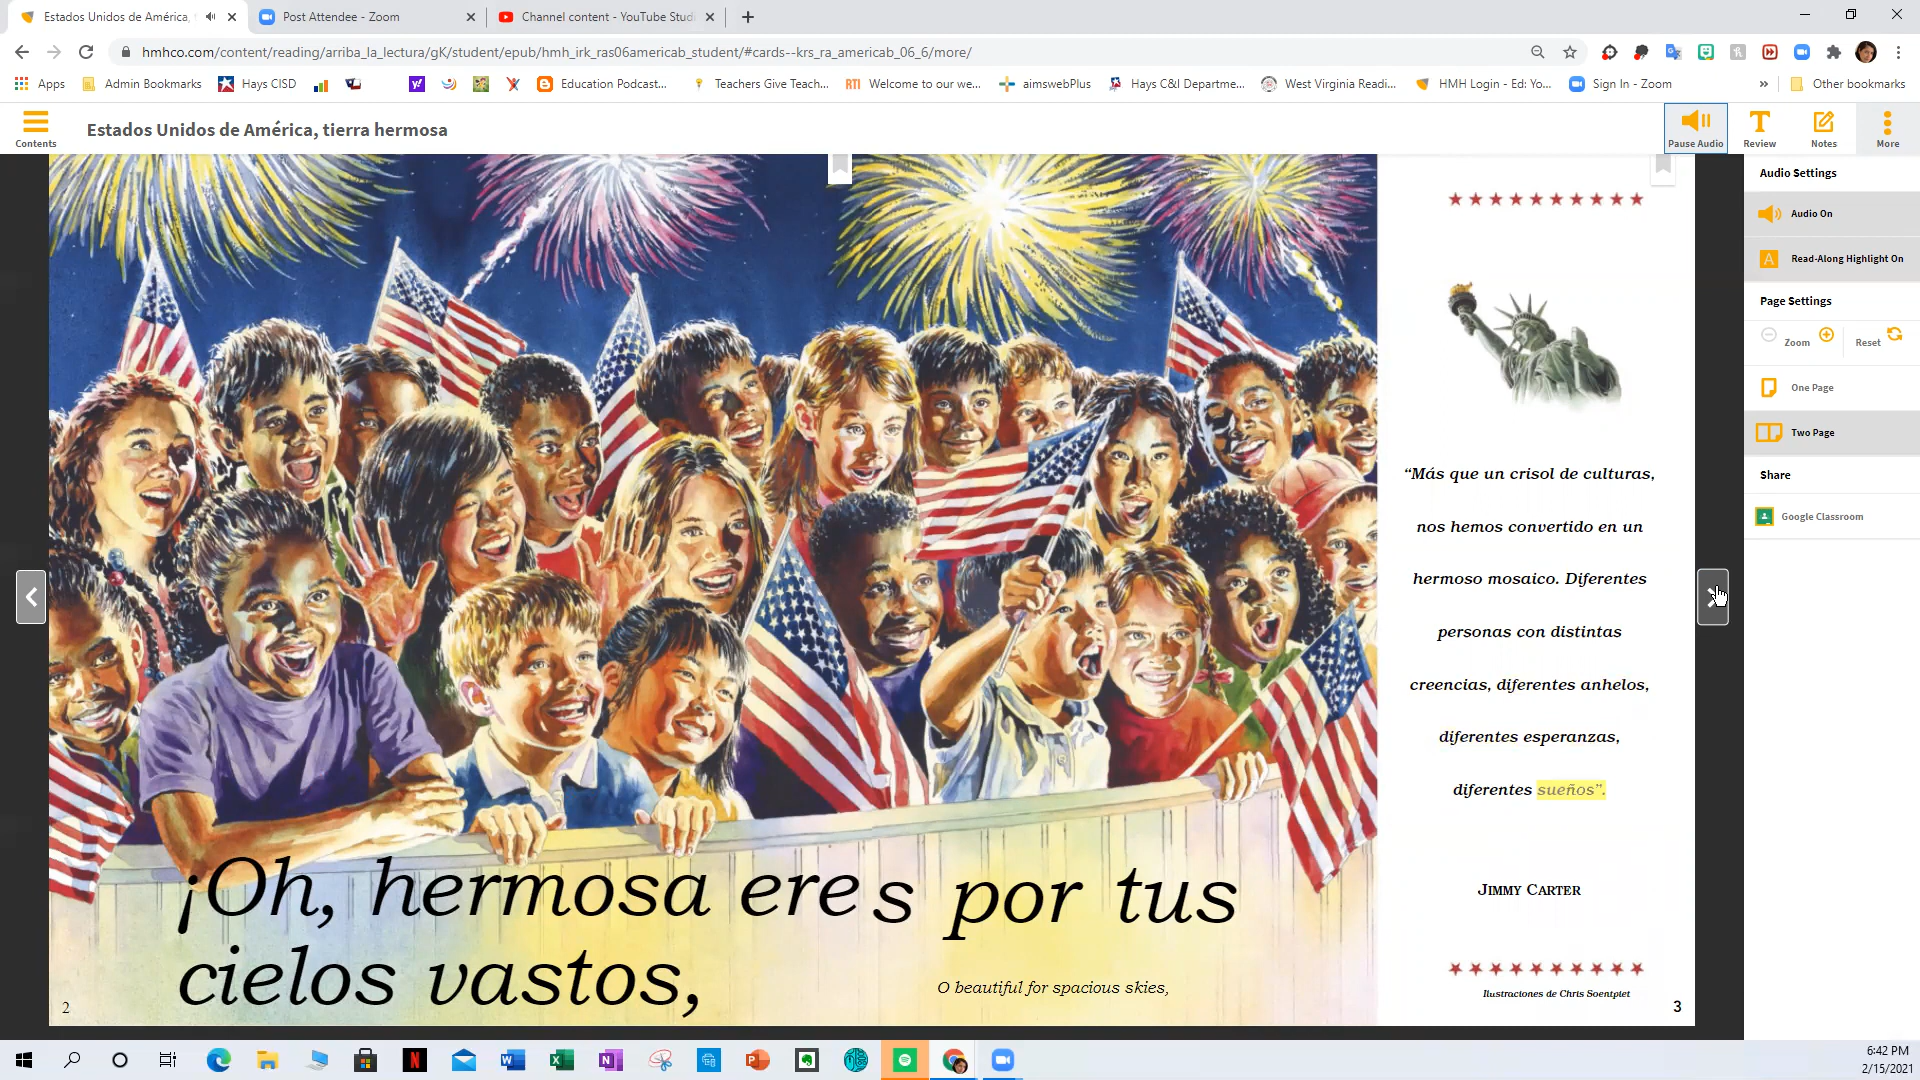 Estados Unidos de América,
Post Attendee - Zoom
Channel content - YouTube Studi
hmhco.com/content/reading/arriba_la_lectura/gK/student/epub/hmh_irk_ras06americab_student/#cards--krs_ra_americab_06_6/more/
Apps
Admin Bookmarks
Hays CISD
Education Podcast...
Teachers Give Teach...
RTI
Welcome to our we...
aimswebPlus
Hays C&I Departme...
West Virginia Readi...
HMH Login - Ed: Yo...
Sign In - Zoom
»
Other bookmarks
Contents
Estados Unidos de América, tierra hermosa
Pause Audio
Review
Notes
More
¡Oh, hermosa eres por tus
cielos vastos,
O beautiful for spacious skies,
2
“Más que un crisol de culturas,
nos hemos convertido en un
hermoso mosaico. Diferentes
personas con distintas
creencias, diferentes anhelos,
diferentes esperanzas,
diferentes sueños”.
JIMMY CARTER
Ilustraciones de Chris Soentpiet
3
Audio Settings
Audio On
A Read-Along Highlight On
Page Settings
Zoom
Reset
One Page
Two Page
Share
Google Classroom
6:42 PM
2/15/2021